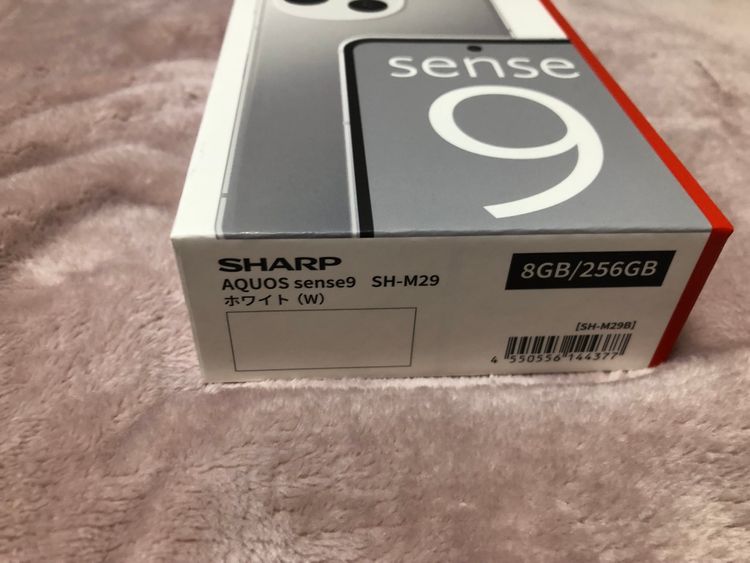 sense
9
SHARP
AQUOS sense9 SH-M29
ホワイト（W）
8GB/256GB
[SH-M29B]
4 550556 144377